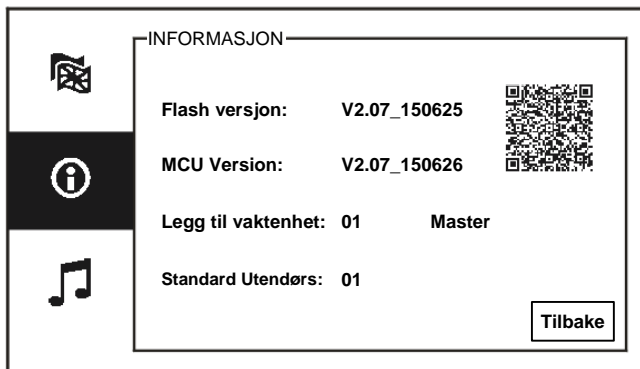 INFORMASJON
Flash versjon: V2.07_150625
MCU Version: V2.07_150626
Legg til vaktenhet: 01 Master
Standard Utendørs: 01
Tilbake